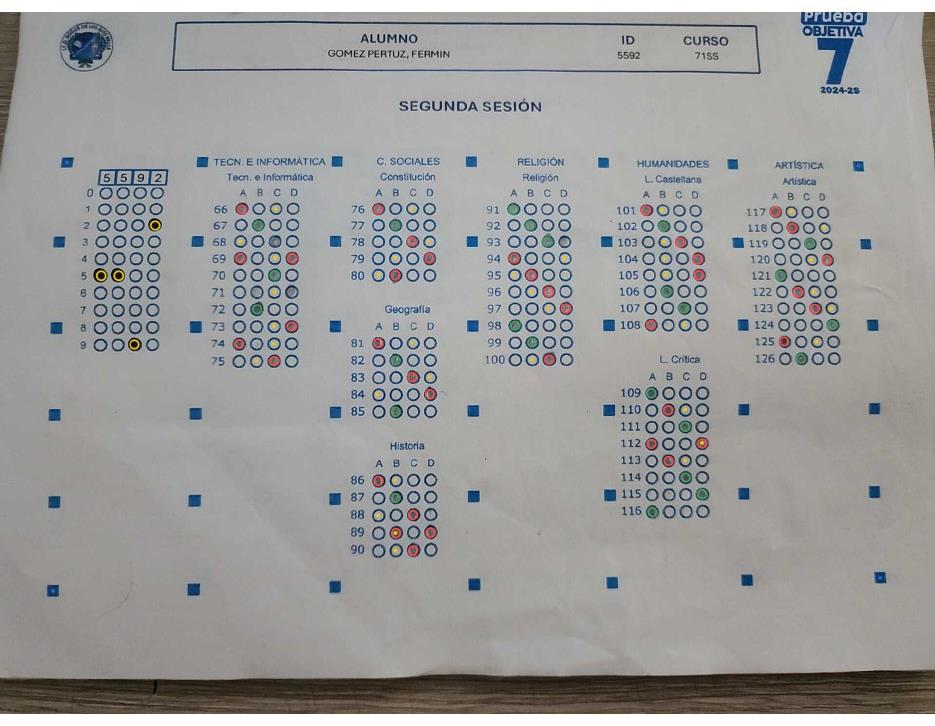 Prueba
OBJETIVA
7
2024-25
ALUMNO ID CURSO
GOMEZ PERTUZ, FERMIN 5592 71SS
SEGUNDA SESIÓN
5 5 9 2
0
1
2
3
4
5
6
7
8
9
TECN. E INFORMÁTICA
Tecn. e Informática
A B C D
66
67
68
69
70
71
72
73
74
75
C. SOCIALES
Constitución
A B C D
76
77
78
79
80
Geografía
A B C D
81
82
83
84
85
Historia
A B C D
86
87
88
89
90
RELIGIÓN
Religión
A B C D
91
92
93
94
95
96
97
98
99
100
HUMANIDADES
L. Castellana
A B C D
101
102
103
104
105
106
107
108
L. Crítica
A B C D
109
110
111
112
113
114
115
116
ARTÍSTICA
Artística
A B C D
117
118
119
120
121
122
123
124
125
126